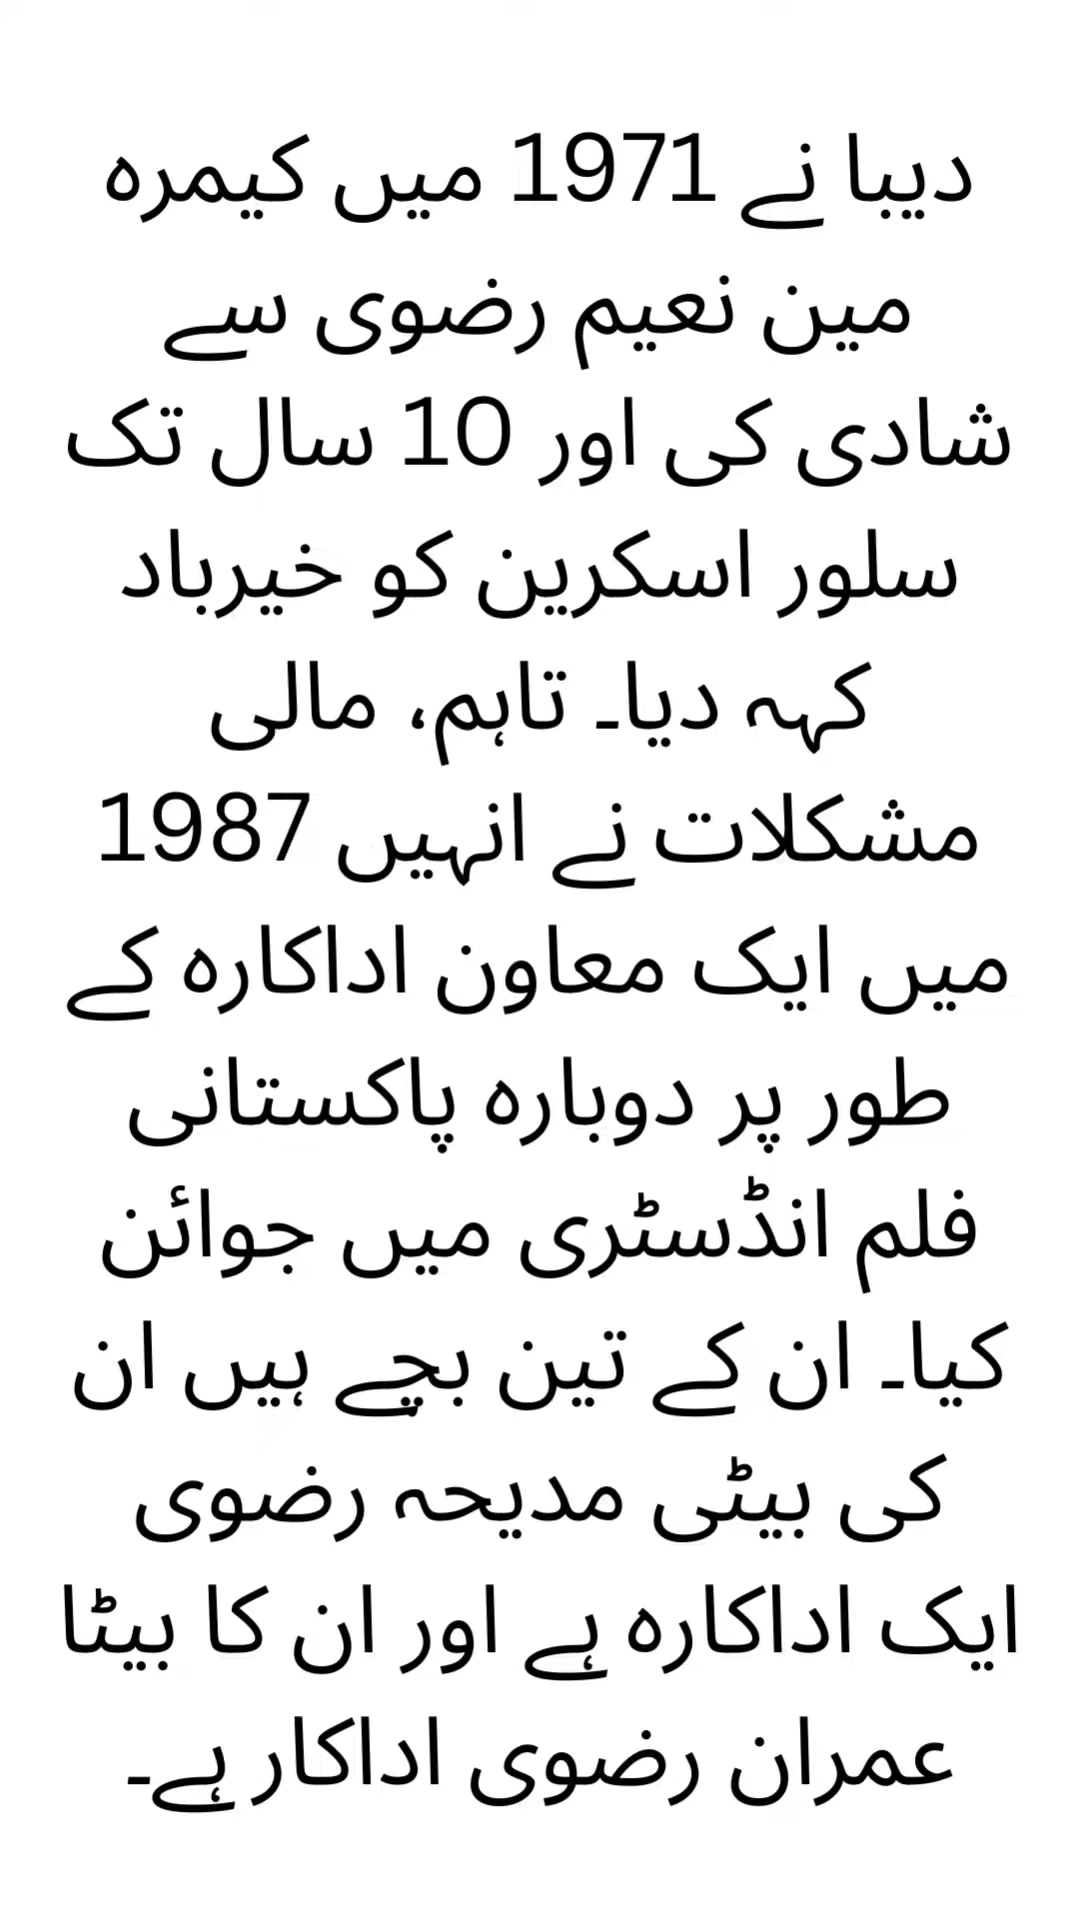 دیبا نے 1971 میں کیمرہ
مین نعیم رضوی سے
شادی کی اور 10 سال تک
سلور اسکرین کو خیرباد
کہہ دیا۔ تاہم، مالی
مشکلات نے انہیں 1987
میں ایک معاون اداکارہ کے
طور پر دوبارہ پاکستانی
فلم انڈسٹری میں جوائن
کیا۔ ان کے تین بچے ہیں ان
کی بیٹی مدیحہ رضوی
ایک اداکارہ ہے اور ان کا بیٹا
عمران رضوی اداکار ہے۔